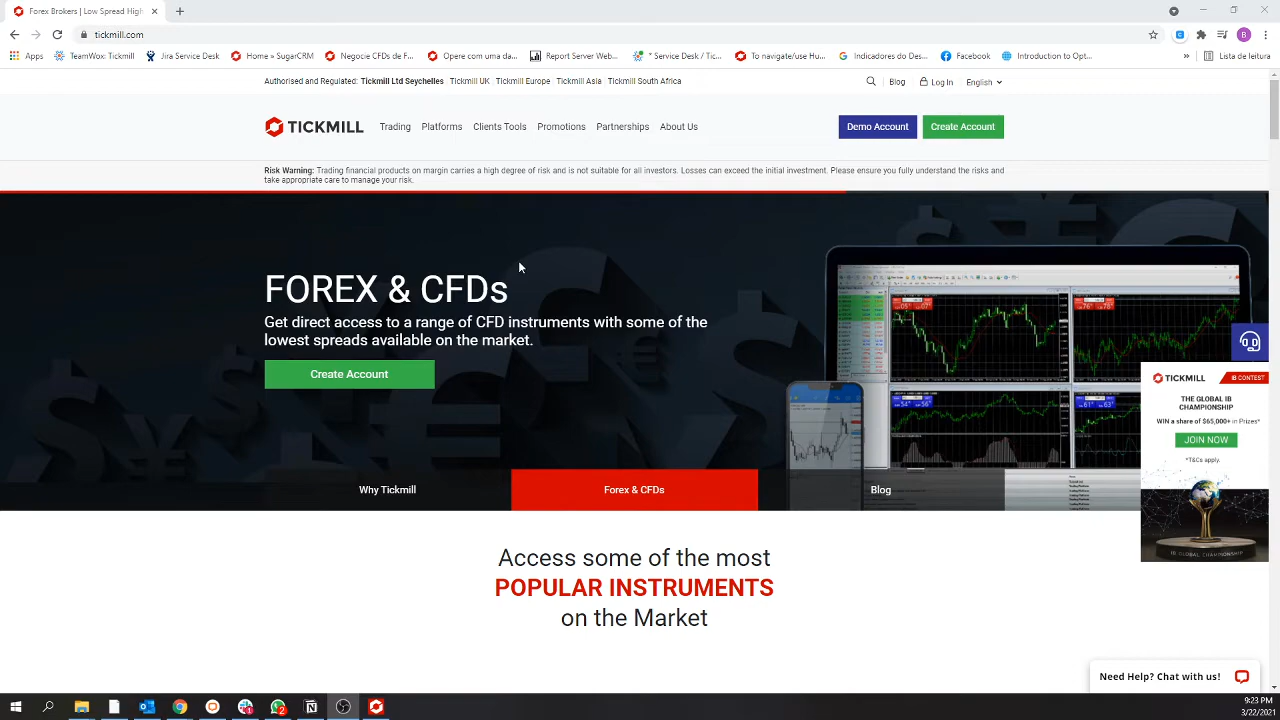 Forex Brokers | Low Spread High
tickmill.com
B
Apps
TeamWox: Tickmill
Jira Service Desk
Home » SugarCRM
Negocie CFDs de F...
Opere com uma da...
Report Server Web...
* Service Desk / Tic...
To navigate/use Hu...
Indicadores do Des...
Facebook
Introduction to Opt...
»
Lista de leitura
Authorised and Regulated: Tickmill Ltd Seychelles Tickmill UK Tickmill Europe Tickmill Asia Tickmill South Africa
Blog
Log In
English
TICKMILL
Trading
Platforms
Clients Tools
Promotions
Partnerships
About Us
Demo Account
Create Account
Risk Warning: Trading financial products on margin carries a high degree of risk and is not suitable for all investors. Losses can exceed the initial investment. Please ensure you fully understand the risks and
take appropriate care to manage your risk.
FOREX & CFDs
Get direct access to a range of CFD instruments with some of the
lowest spreads available on the market.
Create Account
TICKMILL
IB CONTEST
THE GLOBAL IB
CHAMPIONSHIP
WIN a share of $65,000+ in Prizes*
JOIN NOW
*T&Cs apply.
IB GLOBAL CHAMPIONSHIP
Why Tickmill
Forex & CFDs
Blog
Access some of the most
POPULAR INSTRUMENTS
on the Market
Need Help? Chat with us!
9:23 PM
3/22/2021